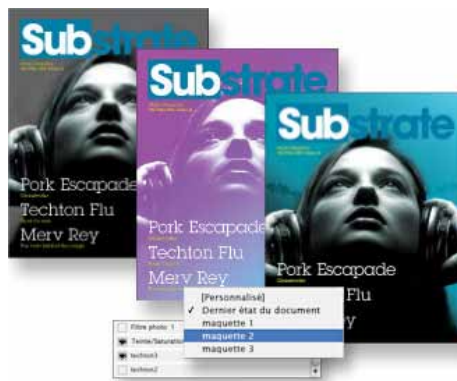 Substrate
Pork Escapade
Techton Flu
Merv Rey
Substrate
Pork Escapade
Techton Flu
Merv Rey
Substrate
Pork Escapade
Flu
y
[Personnalisé]
✓ Dernier état du document
maquette 1
maquette 2
maquette 3
Filtre photo 1
Teinte/Saturation
techton3
techton2